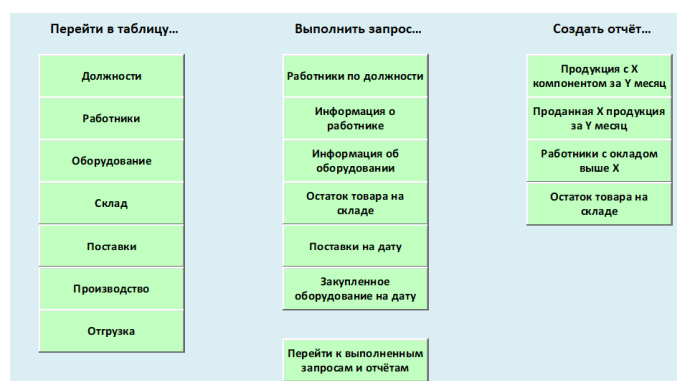 Перейти в таблицу...
Должности
Работники
Оборудование
Склад
Поставки
Производство
Отгрузка
Выполнить запрос...
Работники по должности
Информация о
работнике
Информация об
оборудовании
Остаток товара на
складе
Поставки на дату
Закупленное
оборудование на дату
Перейти к выполненным
запросам и отчётам
Создать отчёт...
Продукция с X
компонентом за Y месяц
Проданная X продукция
за Y месяц
Работники с окладом
выше X
Остаток товара на
складе